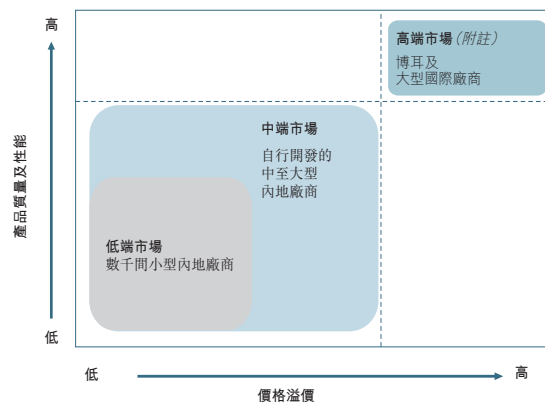 高
高端市場(附註)
博耳及
大型國際廠商
中端市場
自行開發的
中至大型
內地廠商
產品質量及性能
低端市場
數千間小型內地廠商
低
低
高
價格溢價